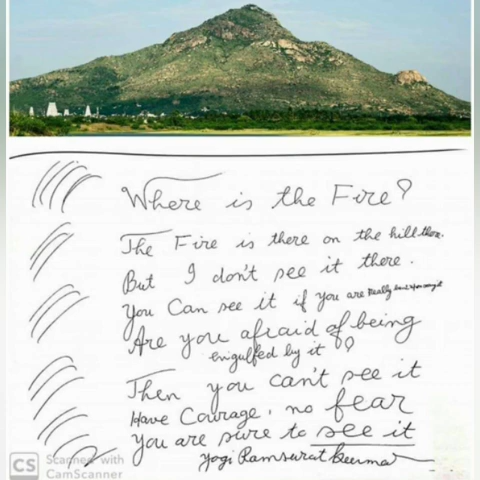 Where is the Fire?
The Fire is there on the hill there.
But I don't see it there.
You Can see it if you are Really
Are you afraid of being
engulfed by it ??
Then you can't see it
Have Courage, no fear
You are sure to see it
Yogi Ramsurat Kumar
CS Scanned with
CamScanner